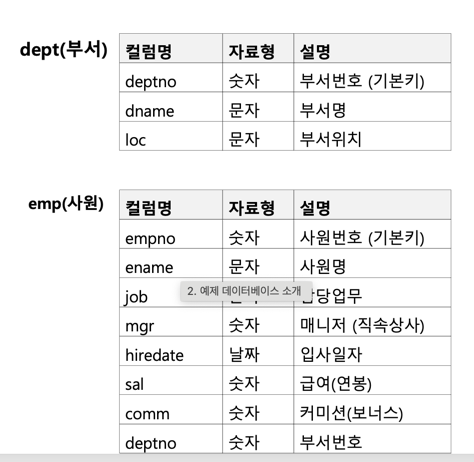 dept(부서)
컬럼명 자료형 설명
deptno 숫자 부서번호 (기본키)
dname 문자 부서명
loc 문자 부서위치
emp(사원)
컬럼명 자료형 설명
empno 숫자 사원번호 (기본키)
ename 문자 사원명
2. 예제 데이터베이스 소개
job
mgr 숫자 매니저 (직속상사)
hiredate 날짜 입사일자
sal 숫자 급여(연봉)
comm 숫자 커미션(보너스)
deptno 숫자 부서번호